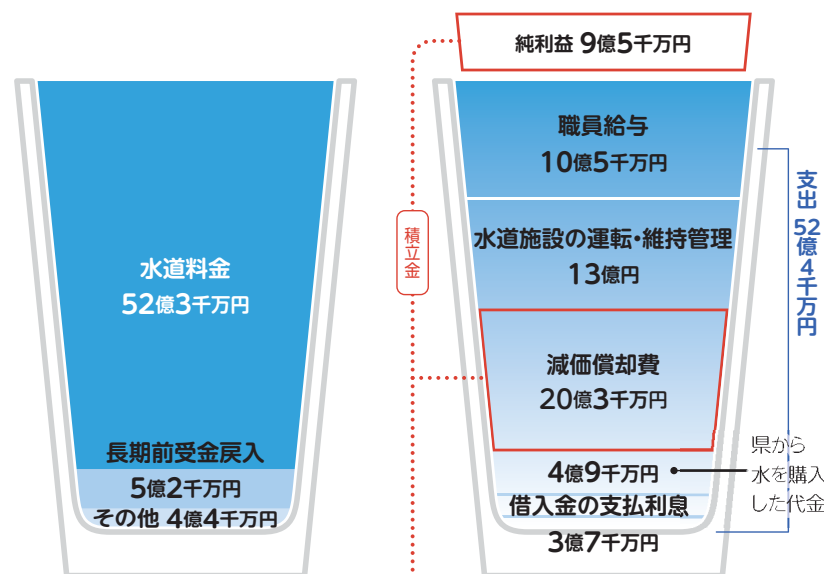 水道料金
52億3千万円
長期前受金戻入
5億2千万円
その他 4億4千万円
純利益 9億5千万円
積立金
職員給与
10億5千万円
水道施設の運転・維持管理
13億円
減価償却費
20億3千万円
4億9千万円
県から
水を購入
した代金
借入金の支払利息
3億7千万円
支出 52億4千万円